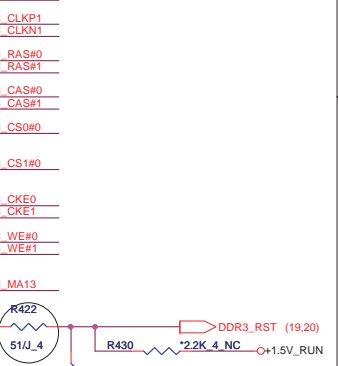 _CLKP1
_CLKN1
_RAS#0
_RAS#1
_CAS#0
_CAS#1
_CS0#0
_CS1#0
_CKE0
_CKE1
_WE#0
_WE#1
_MA13
R422
51/J_4
DDR3_RST (19,20)
R430 *2.2K_4_NC
+1.5V_RUN